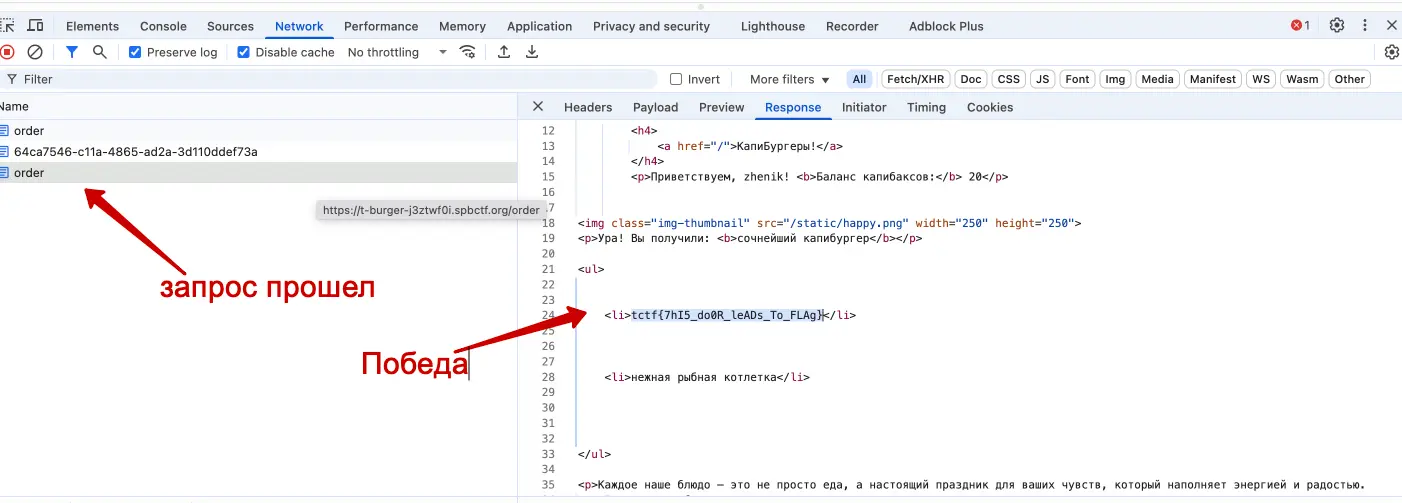 Elements Console Sources Network Performance Memory Application Privacy and security Lighthouse Recorder Adblock Plus 1
Preserve log Disable cache No throttling
Filter Invert More filters All Fetch/XHR Doc CSS JS Font Img Media Manifest WS Wasm Other
Name
order
64ca7546-c11a-4865-ad2a-3d110ddef73a
order
https://t-burger-j3ztwf0i.spbctf.org/order
запрос прошел
Победа
Headers Payload Preview Response Initiator Timing Cookies
12 <h4>
13 <a href="/">КапиБургеры!</a>
14 </h4>
15 <p>Приветствуем, zhenik! <b>Баланс капибаксов:</b> 20</p>
16
17
18 <img class="img-thumbnail" src="/static/happy.png" width="250" height="250">
19 <p>Ура! Вы получили: <b>сочнейший капибургер</b></p>
20
21 <ul>
22
23
24 <li>tctf{7hI5_do0R_leADs_To_FLAg}</li>
25
26
27
28 <li>нежная рыбная котлетка</li>
29
30
31
32
33 </ul>
34
35 <p>Каждое наше блюдо — это не просто еда, а настоящий праздник для ваших чувств, который наполняет энергией и радостью.